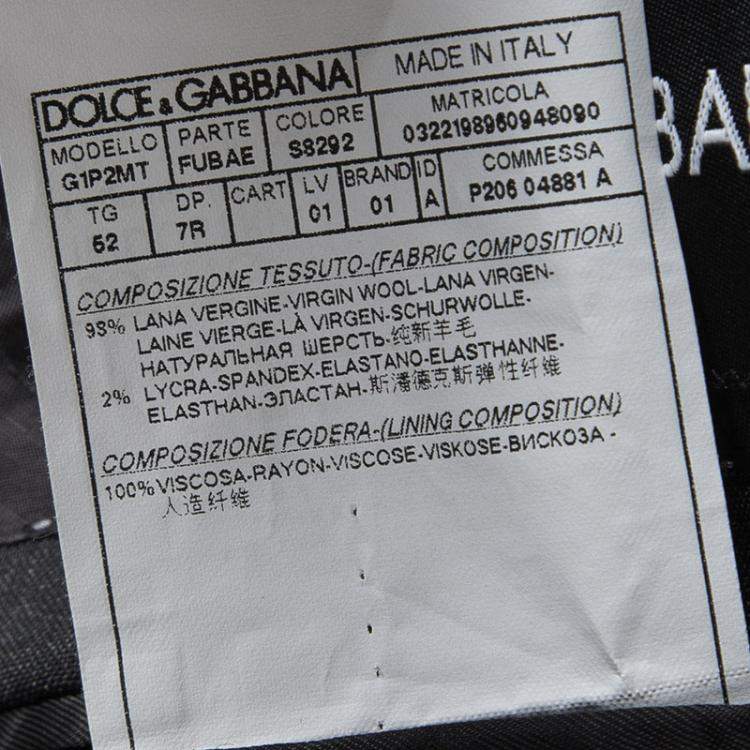 DOLCE & GABBANA MADE IN ITALY
MODELLO PARTE COLORE MATRICOLA
G1P2MT FUBAE S8292 0322198960948090
TG DP. CART LV BRAND ID COMMESSA
52 7R 01 01 A P206 04881 A
COMPOSIZIONE TESSUTO-(FABRIC COMPOSITION)
98% LANA VERGINE-VIRGIN WOOL-LANA VIRGEN-
LAINE VIERGE-LÀ VIRGEN-SCHURWOLLE-
НАТУРАЛЬНАЯ ШЕРСТЬ-纯新羊毛
2% LYCRA-SPANDEX-ELASTANO-ELASTHANNE-
ELASTHAN-ЭЛАСТАН-斯潘德克斯弹性纤维
COMPOSIZIONE FODERA-(LINING COMPOSITION)
100% VISCOSA-RAYON-VISCOSE-VISKOSE-ВИСКОЗА -
人造纤维
BA